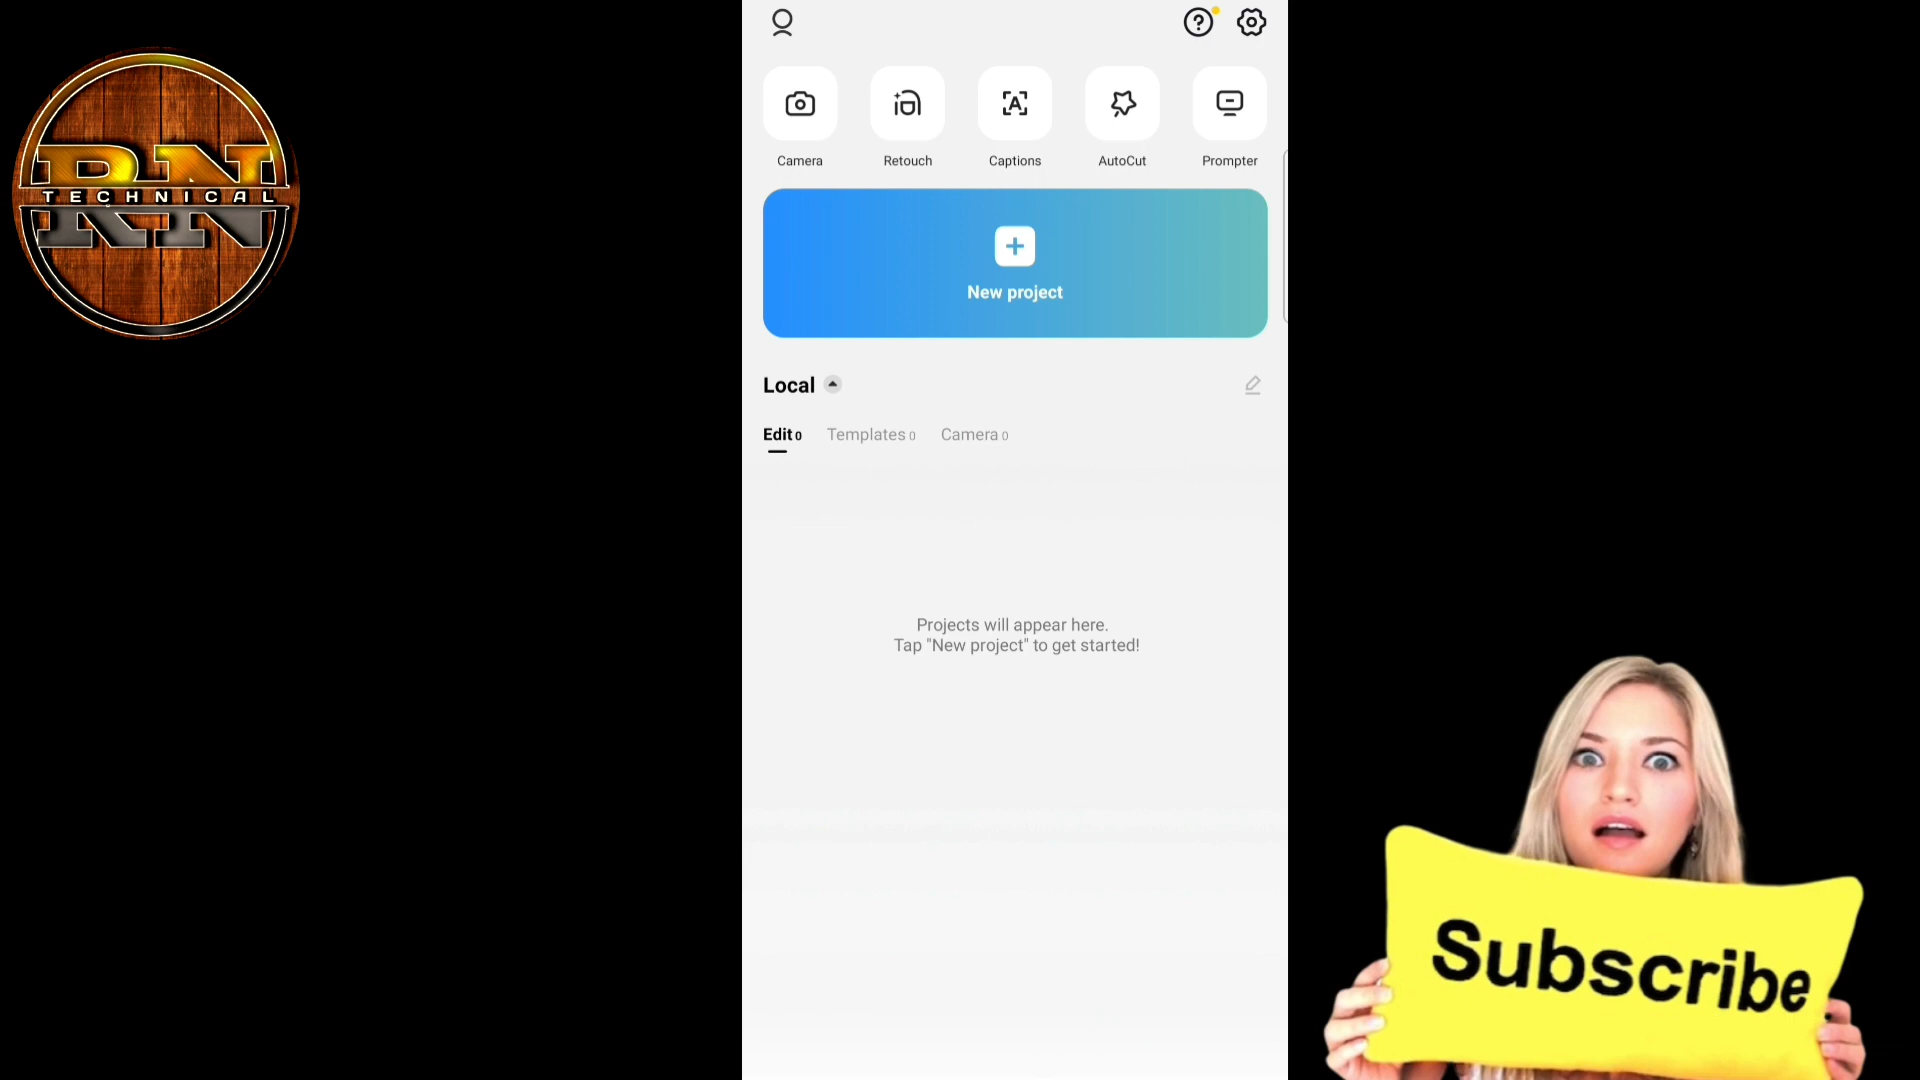 RN
TECHNICAL
Camera
Retouch
Captions
AutoCut
Prompter
New project
Local
Edit 0
Templates 0
Camera 0
Projects will appear here.
Tap "New project" to get started!
Subscribe